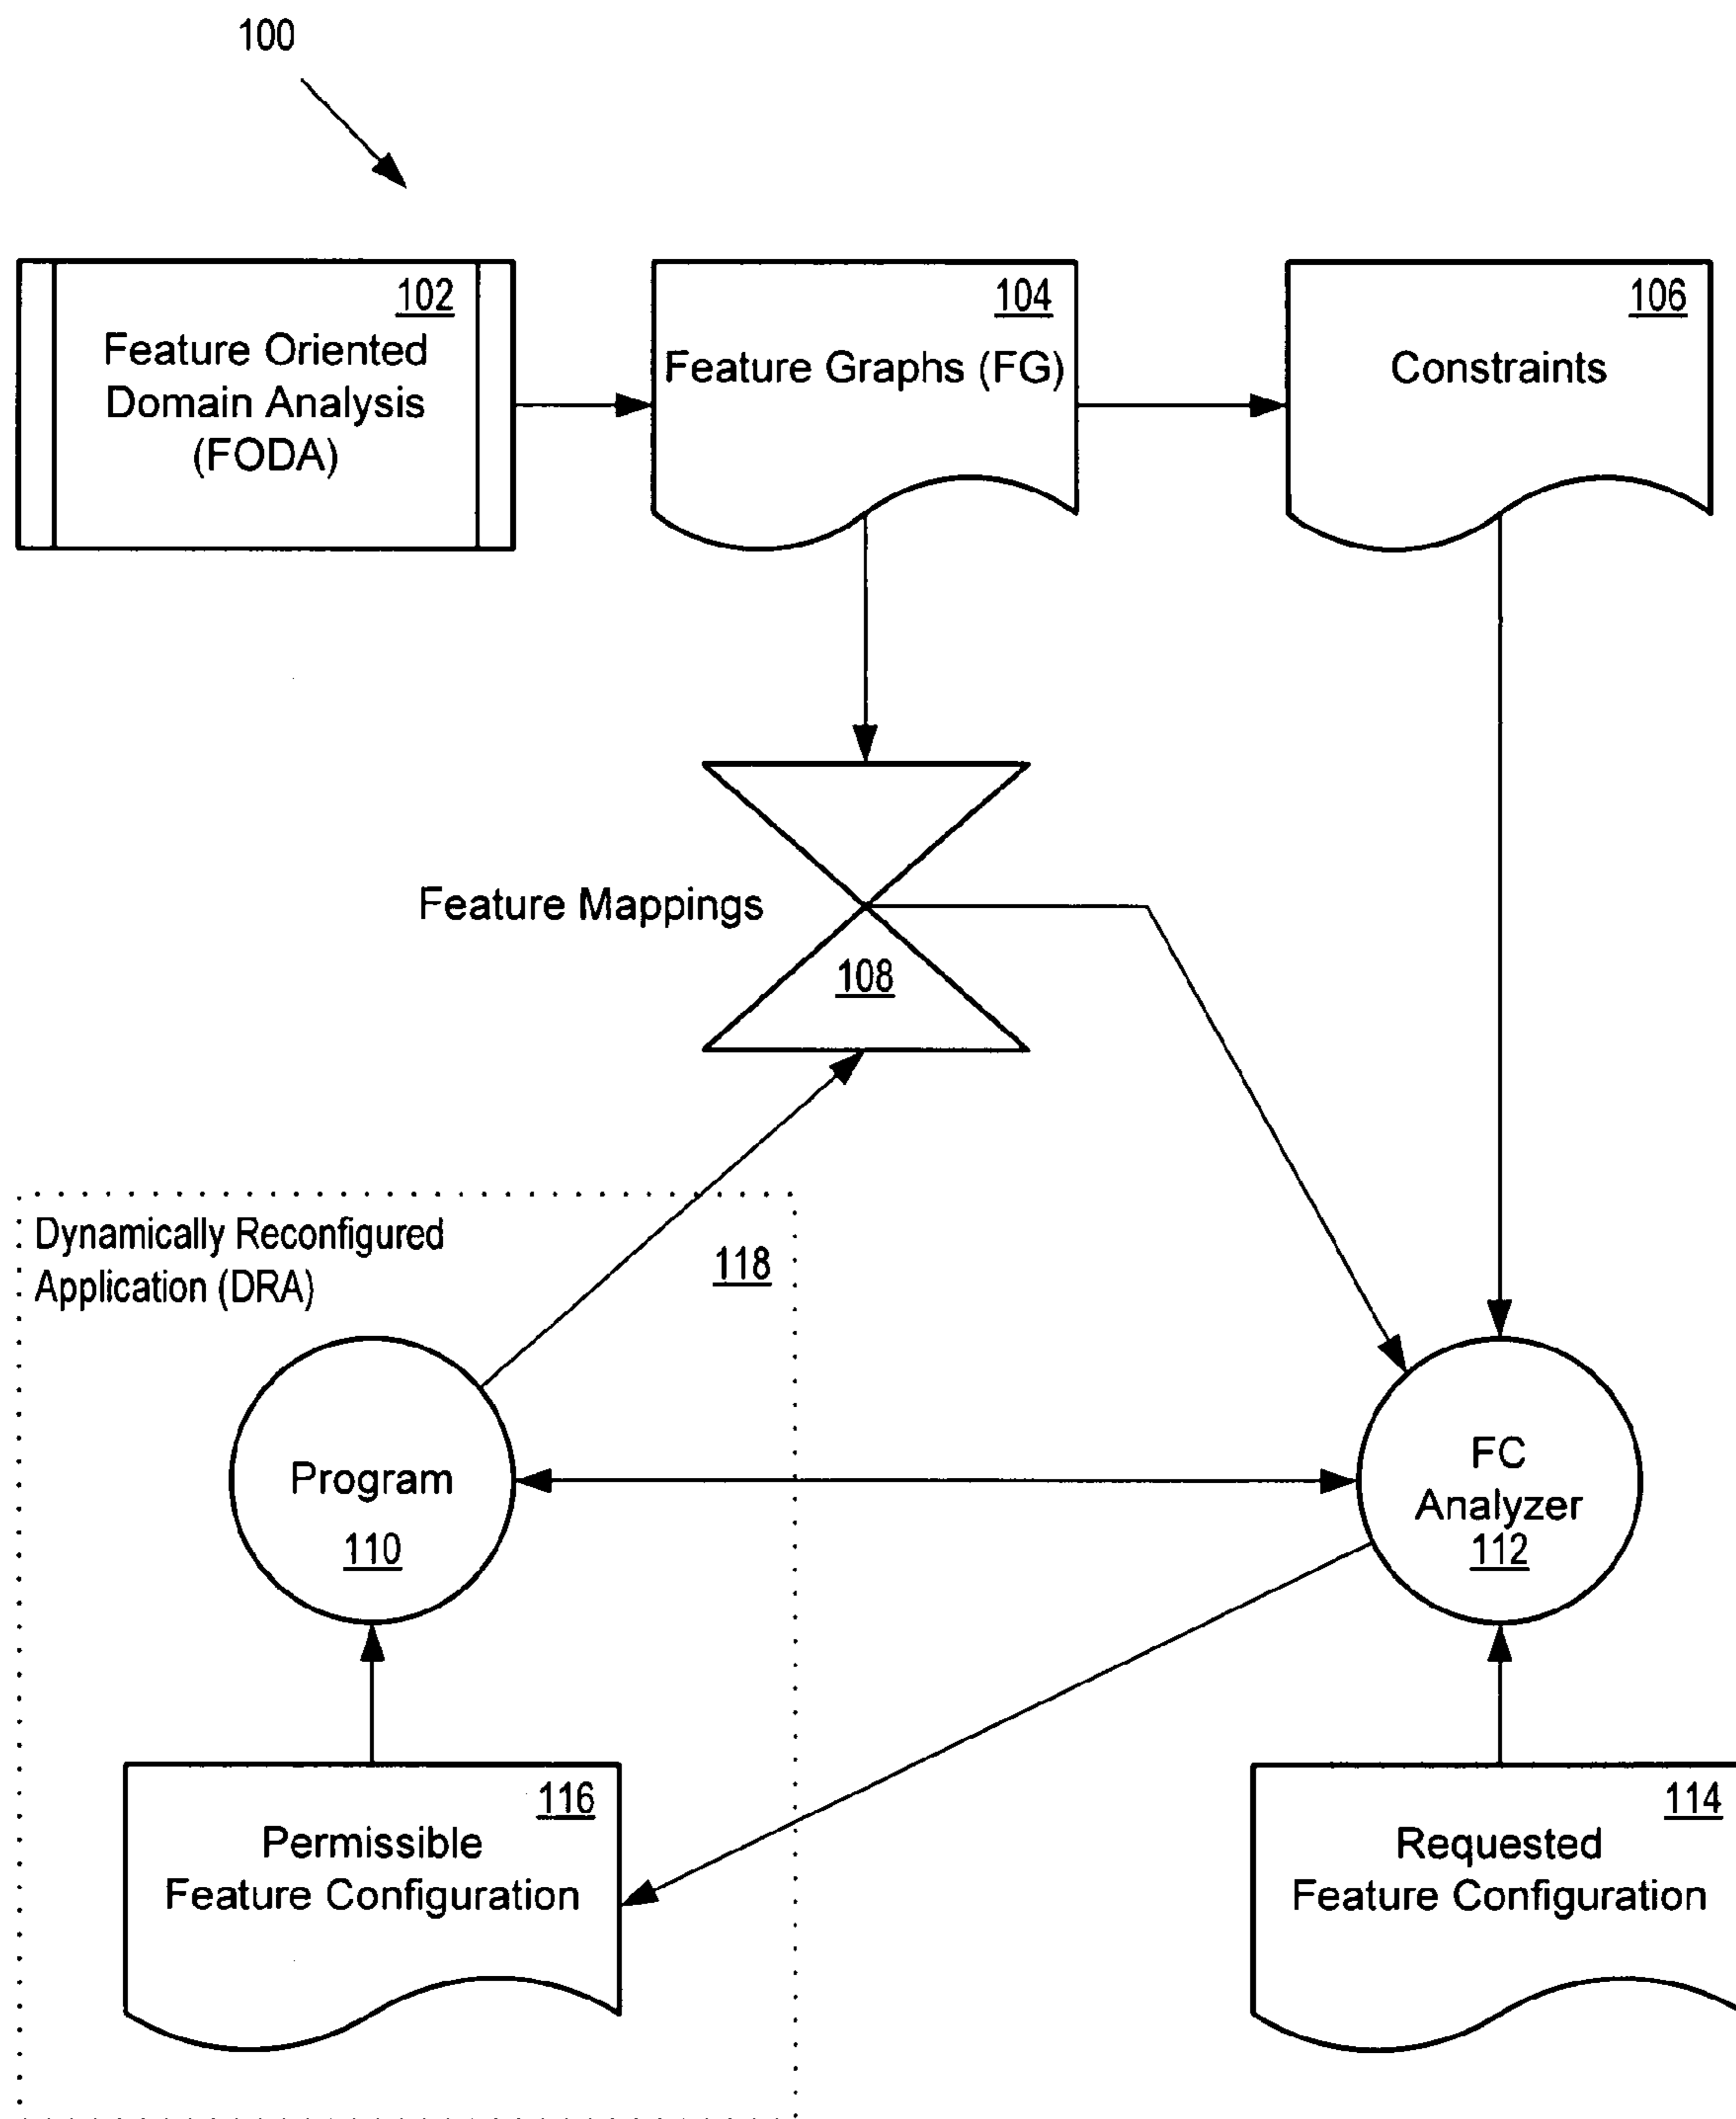 100
102
Feature Oriented
Domain Analysis
(FODA)
104
Feature Graphs (FG)
106
Constraints
Feature Mappings
108
Dynamically Reconfigured
Application (DRA)
118
Program
110
FC
Analyzer
112
116
Permissible
Feature Configuration
114
Requested
Feature Configuration